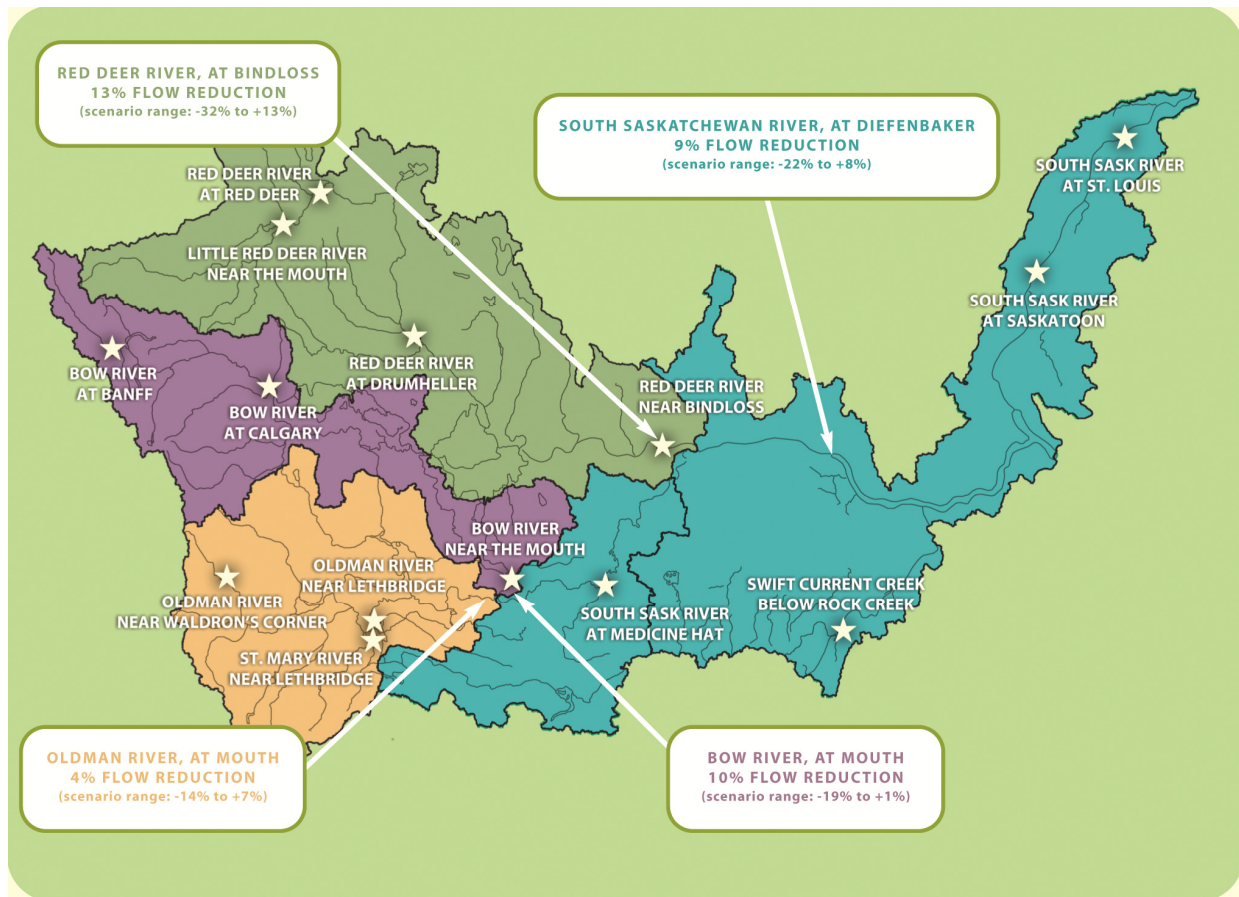 RED DEER RIVER, AT BINDLOSS
13% FLOW REDUCTION
(scenario range: -32% to +13%)
SOUTH SASKATCHEWAN RIVER, AT DIEFENBAKER
9% FLOW REDUCTION
(scenario range: -22% to +8%)
RED DEER RIVER
AT RED DEER
SOUTH SASK RIVER
AT ST. LOUIS
LITTLE RED DEER RIVER
NEAR THE MOUTH
SOUTH SASK RIVER
AT SASKATOON
BOW RIVER
AT BANFF
RED DEER RIVER
AT DRUMHELLER
RED DEER RIVER
NEAR BINDLOSS
BOW RIVER
AT CALGARY
BOW RIVER
NEAR THE MOUTH
OLDMAN RIVER
NEAR LETHBRIDGE
SWIFT CURRENT CREEK
BELOW ROCK CREEK
OLDMAN RIVER
NEAR WALDRON'S CORNER
SOUTH SASK RIVER
AT MEDICINE HAT
ST. MARY RIVER
NEAR LETHBRIDGE
OLDMAN RIVER, AT MOUTH
4% FLOW REDUCTION
(scenario range: -14% to +7%)
BOW RIVER, AT MOUTH
10% FLOW REDUCTION
(scenario range: -19% to +1%)